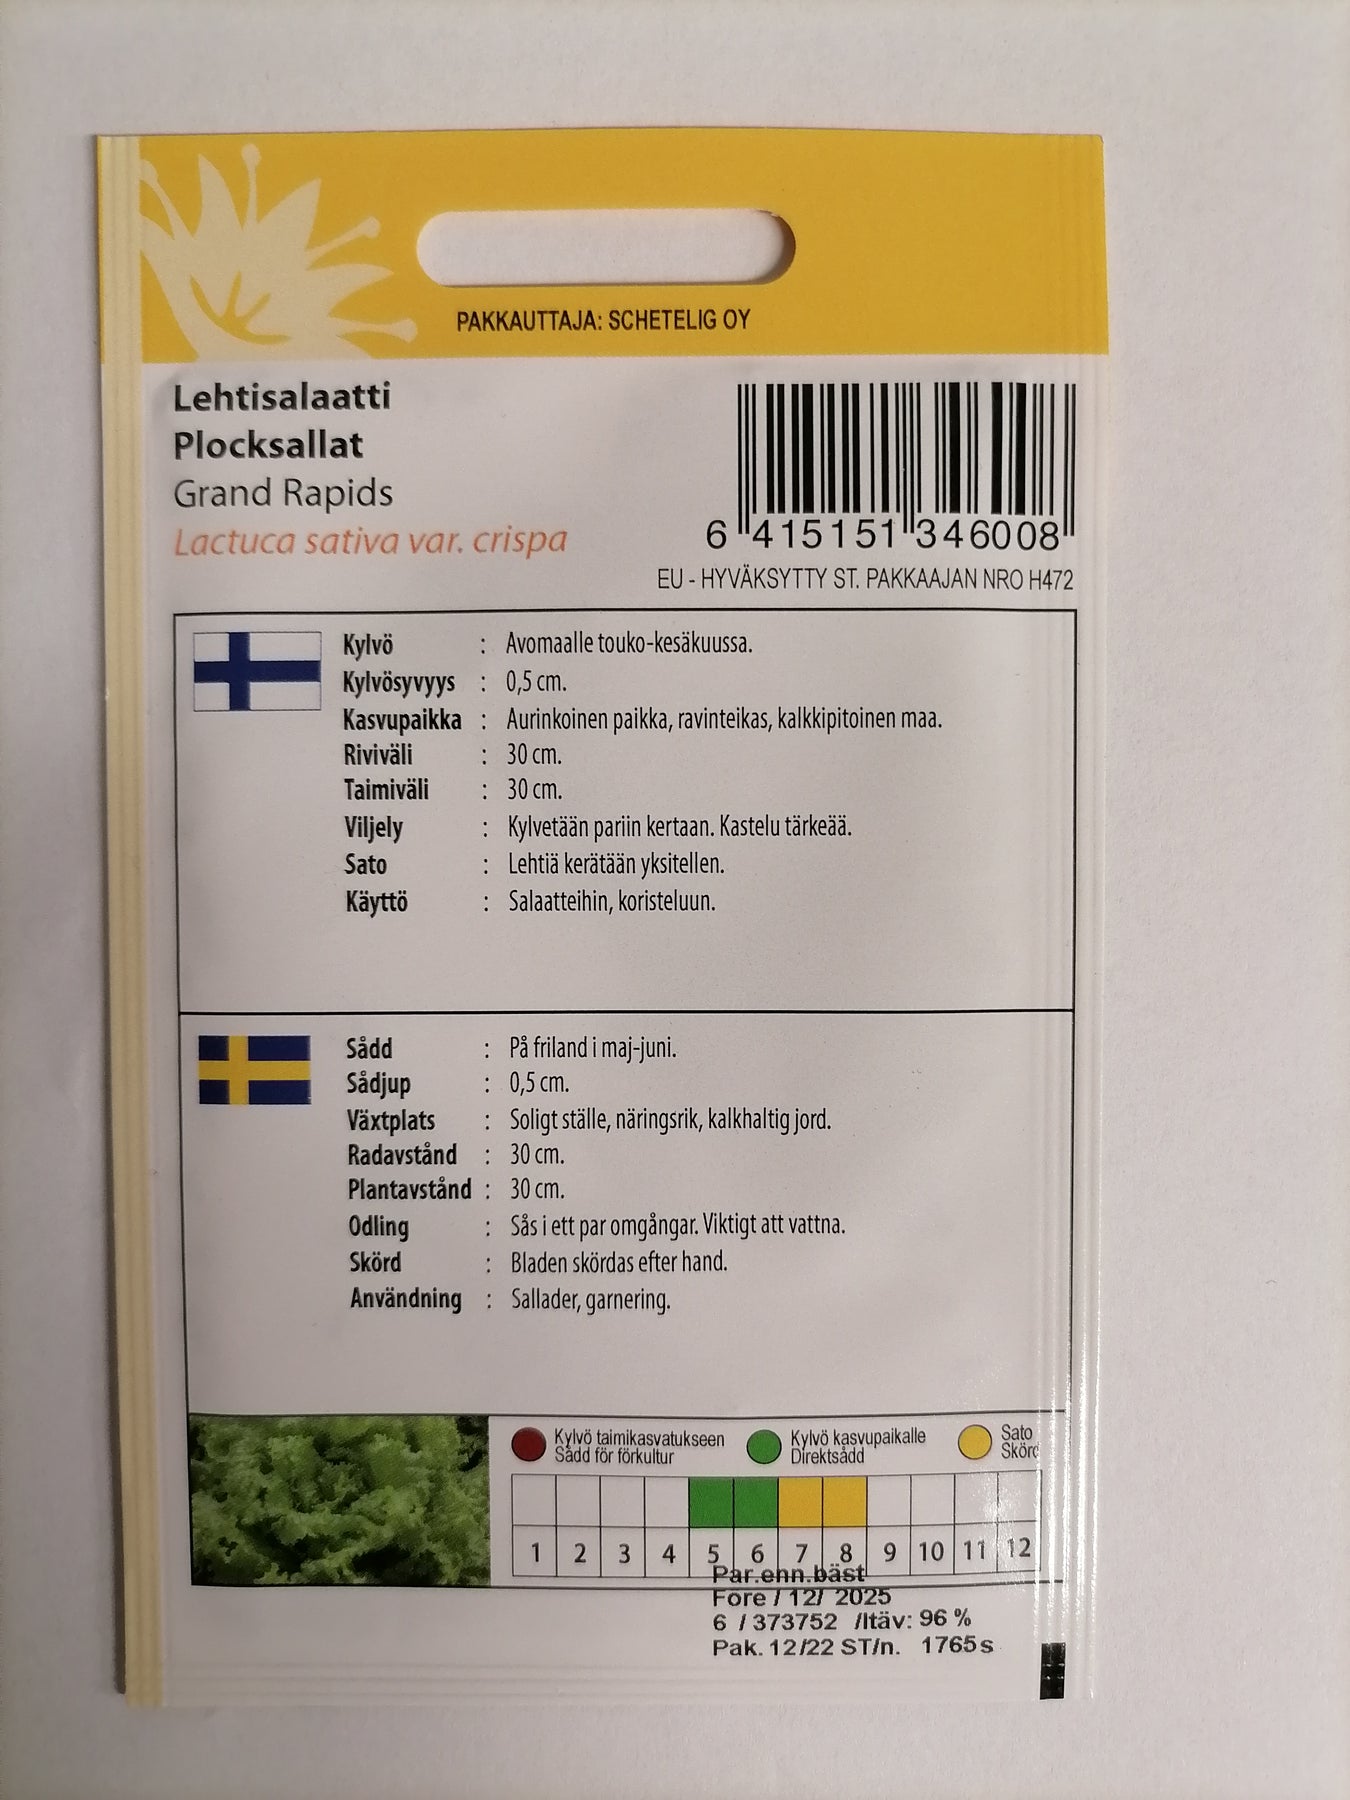 PAKKAUTTAJA: SCHETELIG OY
Lehtisalaatti
Plocksallat
Grand Rapids
Lactuca sativa var. crispa
6 415151 346008
EU - HYVÄKSYTTY ST. PAKKAAJAN NRO H472
Kylvö : Avomaalle touko-kesäkuussa.
Kylvösyvyys : 0,5 cm.
Kasvupaikka : Aurinkoinen paikka, ravinteikas, kalkkipitoinen maa.
Riviväli : 30 cm.
Taimiväli : 30 cm.
Viljely : Kylvetään pariin kertaan. Kastelu tärkeää.
Sato : Lehtiä kerätään yksitellen.
Käyttö : Salaatteihin, koristeluun.
Sådd : På friland i maj-juni.
Sådjup : 0,5 cm.
Växtplats : Soligt ställe, näringsrik, kalkhaltig jord.
Radavstånd : 30 cm.
Plantavstånd : 30 cm.
Odling : Sås i ett par omgångar. Viktigt att vattna.
Skörd : Bladen skördas efter hand.
Användning : Sallader, garnering.
Kylvö taimikasvatukseen
Sådd för förkultur
Kylvö kasvupaikalle
Direktsådd
Sato
Skörd
1 2 3 4 5 6 7 8 9 10 11 12
Par.enn.bäst
Före / 12/ 2025
6 / 373752 /Itäv: 96 %
Pak. 12/22 ST/n. 1765s